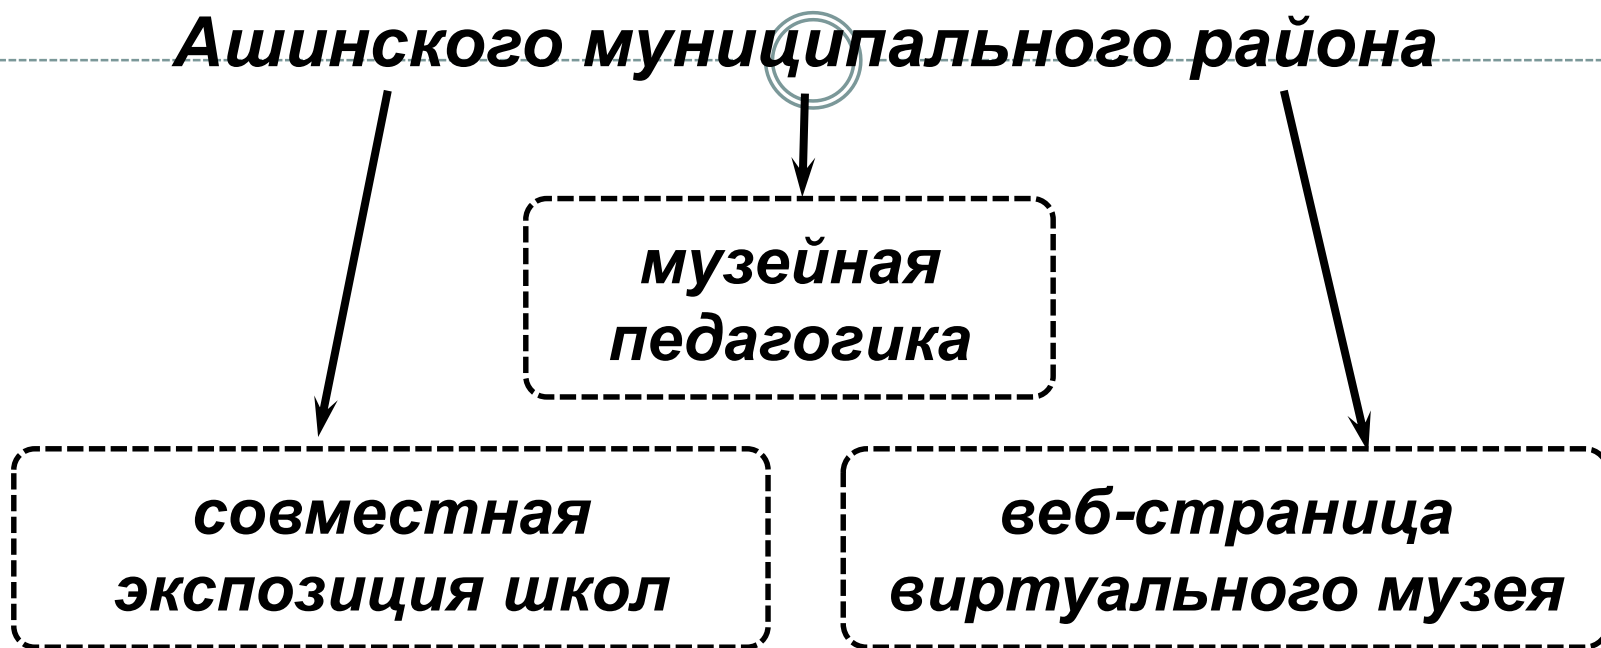 Ашинского муниципального района
музейная
педагогика
совместная
экспозиция школ
веб-страница
виртуального музея